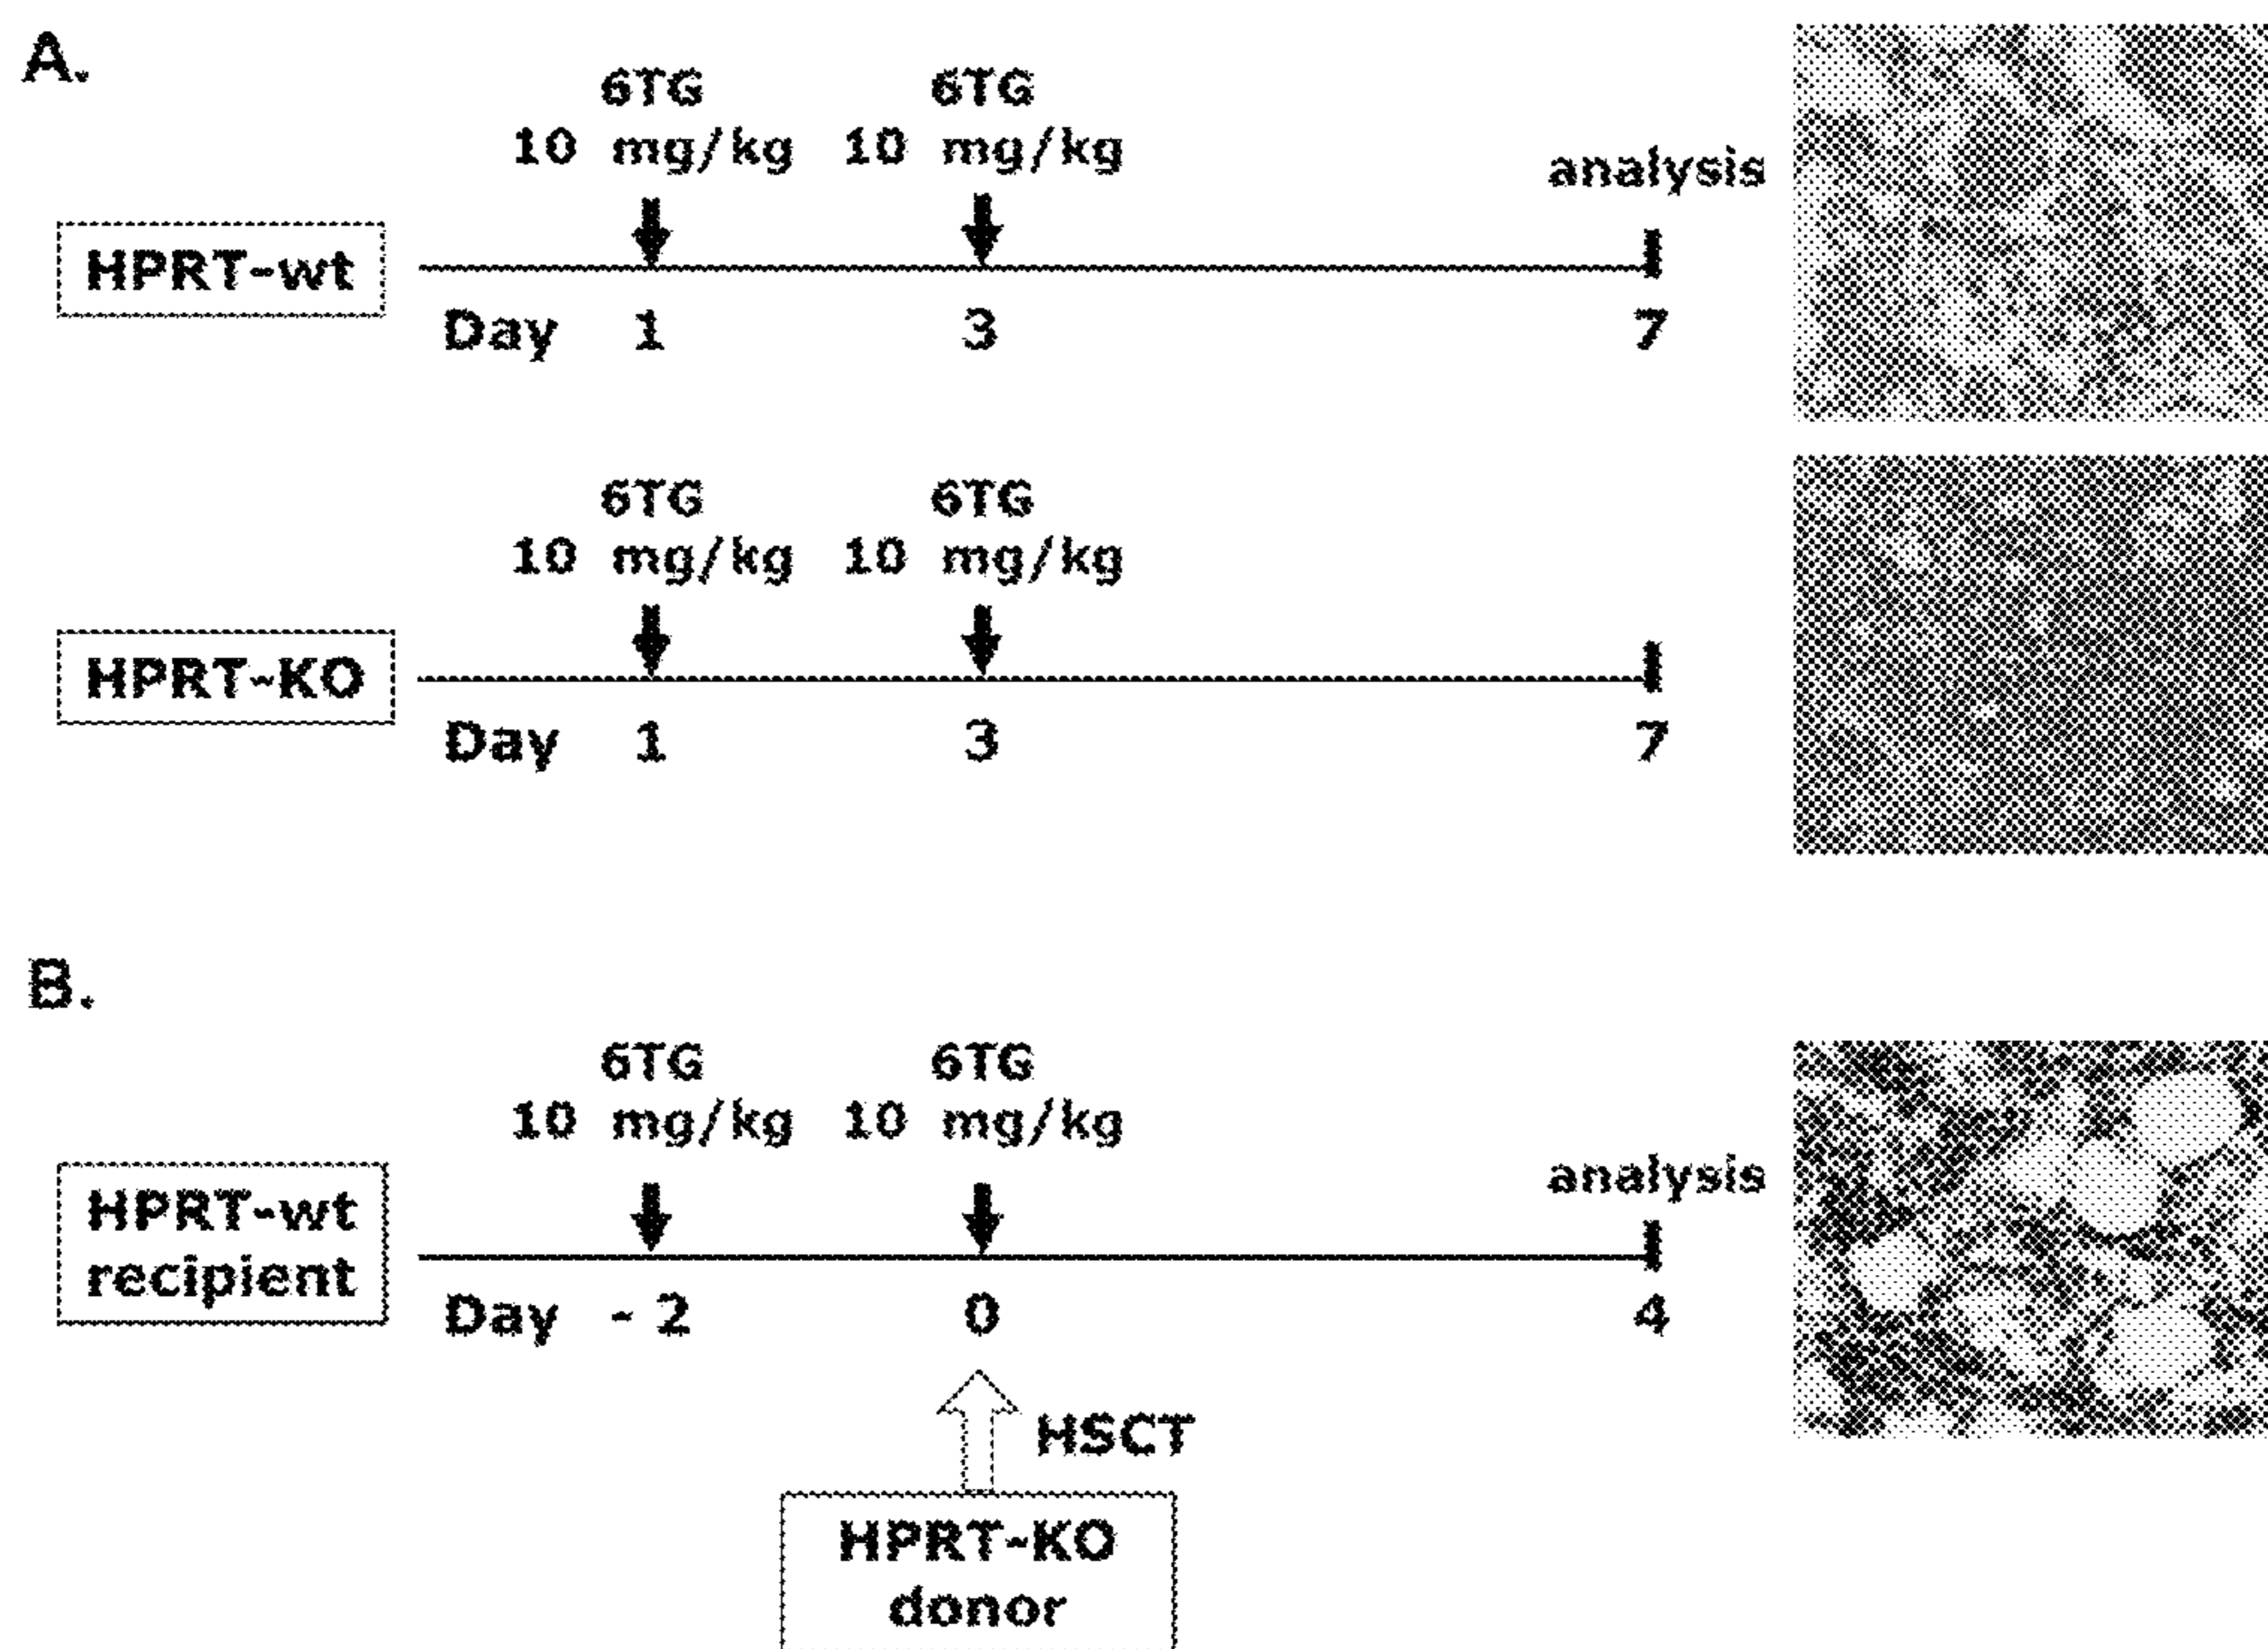 A.
6TG 6TG
10 mg/kg 10 mg/kg
analysis
HPRT-wt
Day 1 3 7
6TG 6TG
10 mg/kg 10 mg/kg
HPRT-KO
Day 1 3 7
B.
6TG 6TG
10 mg/kg 10 mg/kg
analysis
HPRT-wt
recipient
Day - 2 0 4
HSCT
HPRT-KO
donor